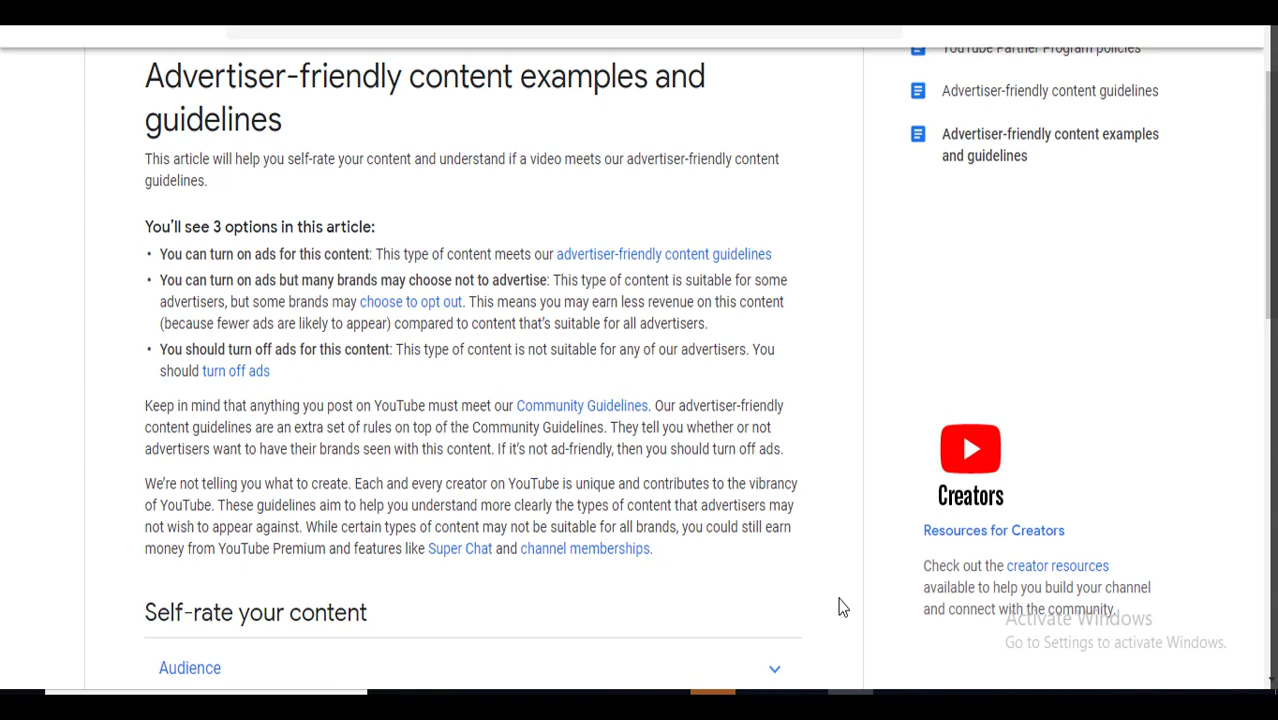 YouTube Partner Program policies
Advertiser-friendly content examples and
guidelines
Advertiser-friendly content guidelines
Advertiser-friendly content examples
and guidelines
This article will help you self-rate your content and understand if a video meets our advertiser-friendly content
guidelines.
You'll see 3 options in this article:
• You can turn on ads for this content: This type of content meets our advertiser-friendly content guidelines
• You can turn on ads but many brands may choose not to advertise: This type of content is suitable for some
advertisers, but some brands may choose to opt out. This means you may earn less revenue on this content
(because fewer ads are likely to appear) compared to content that's suitable for all advertisers.
• You should turn off ads for this content: This type of content is not suitable for any of our advertisers. You
should turn off ads
Keep in mind that anything you post on YouTube must meet our Community Guidelines. Our advertiser-friendly
content guidelines are an extra set of rules on top of the Community Guidelines. They tell you whether or not
advertisers want to have their brands seen with this content. If it's not ad-friendly, then you should turn off ads.
We're not telling you what to create. Each and every creator on YouTube is unique and contributes to the vibrancy
of YouTube. These guidelines aim to help you understand more clearly the types of content that advertisers may
not wish to appear against. While certain types of content may not be suitable for all brands, you could still earn
money from YouTube Premium and features like Super Chat and channel memberships.
Self-rate your content
Audience
Creators
Resources for Creators
Check out the creator resources
available to help you build your channel
and connect with the community.
Activate Windows
Go to Settings to activate Windows.